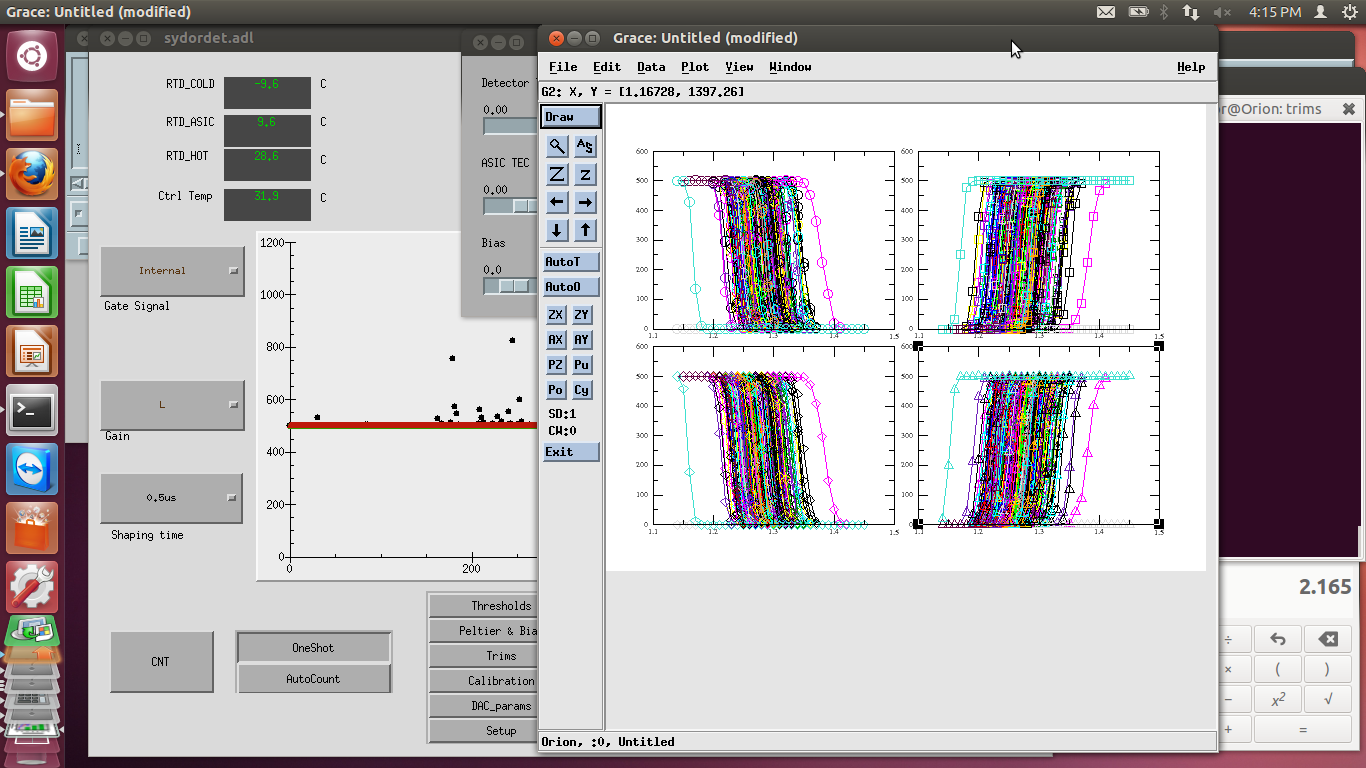 Grace: Untitled (modified)
4:15 PM
sydordet.adl
RTD_COLD -9.6 C
RTD_ASIC 9.6 C
RTD_HOT 28.6 C
Ctrl Temp 31.9 C
Internal
Gate Signal
L
Gain
0.5us
Shaping time
CNT
OneShot
AutoCount
1200
1000
800
600
400
200
0
0 200
Thresholds
Peltier & Bia
Trims
Calibration
DAC_params
Setup
Detector
0.00
ASIC TEC
0.00
Bias
0.0
Grace: Untitled (modified)
File Edit Data Plot View Window Help
G2: X, Y = [1.16728, 1397.26]
Draw
AS
Z z
AutoT
AutoO
ZX ZY
AX AY
PZ Pu
Po Cy
SD:1
CW:0
Exit
600
500
400
300
200
100
0
1.1 1.2 1.3 1.4 1.5
600
500
400
300
200
100
0
1.1 1.2 1.3 1.4 1.5
600
500
400
300
200
100
0
1.1 1.2 1.3 1.4 1.5
600
500
400
300
200
100
0
1.1 1.2 1.3 1.4 1.5
Orion, :0, Untitled
r@Orion: trims
2.165
÷
× ( )
− x² √
+ =